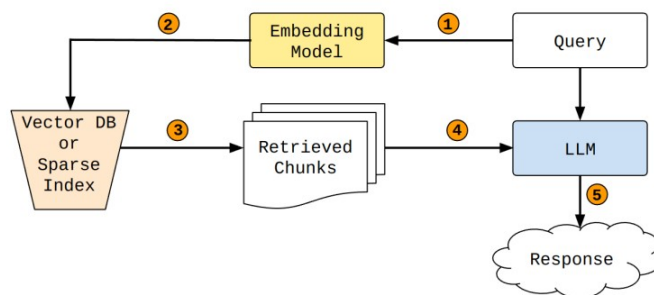 2
Embedding
Model
1
Query
Vector DB
or
Sparse
Index
3
Retrieved
Chunks
4
LLM
5
Response